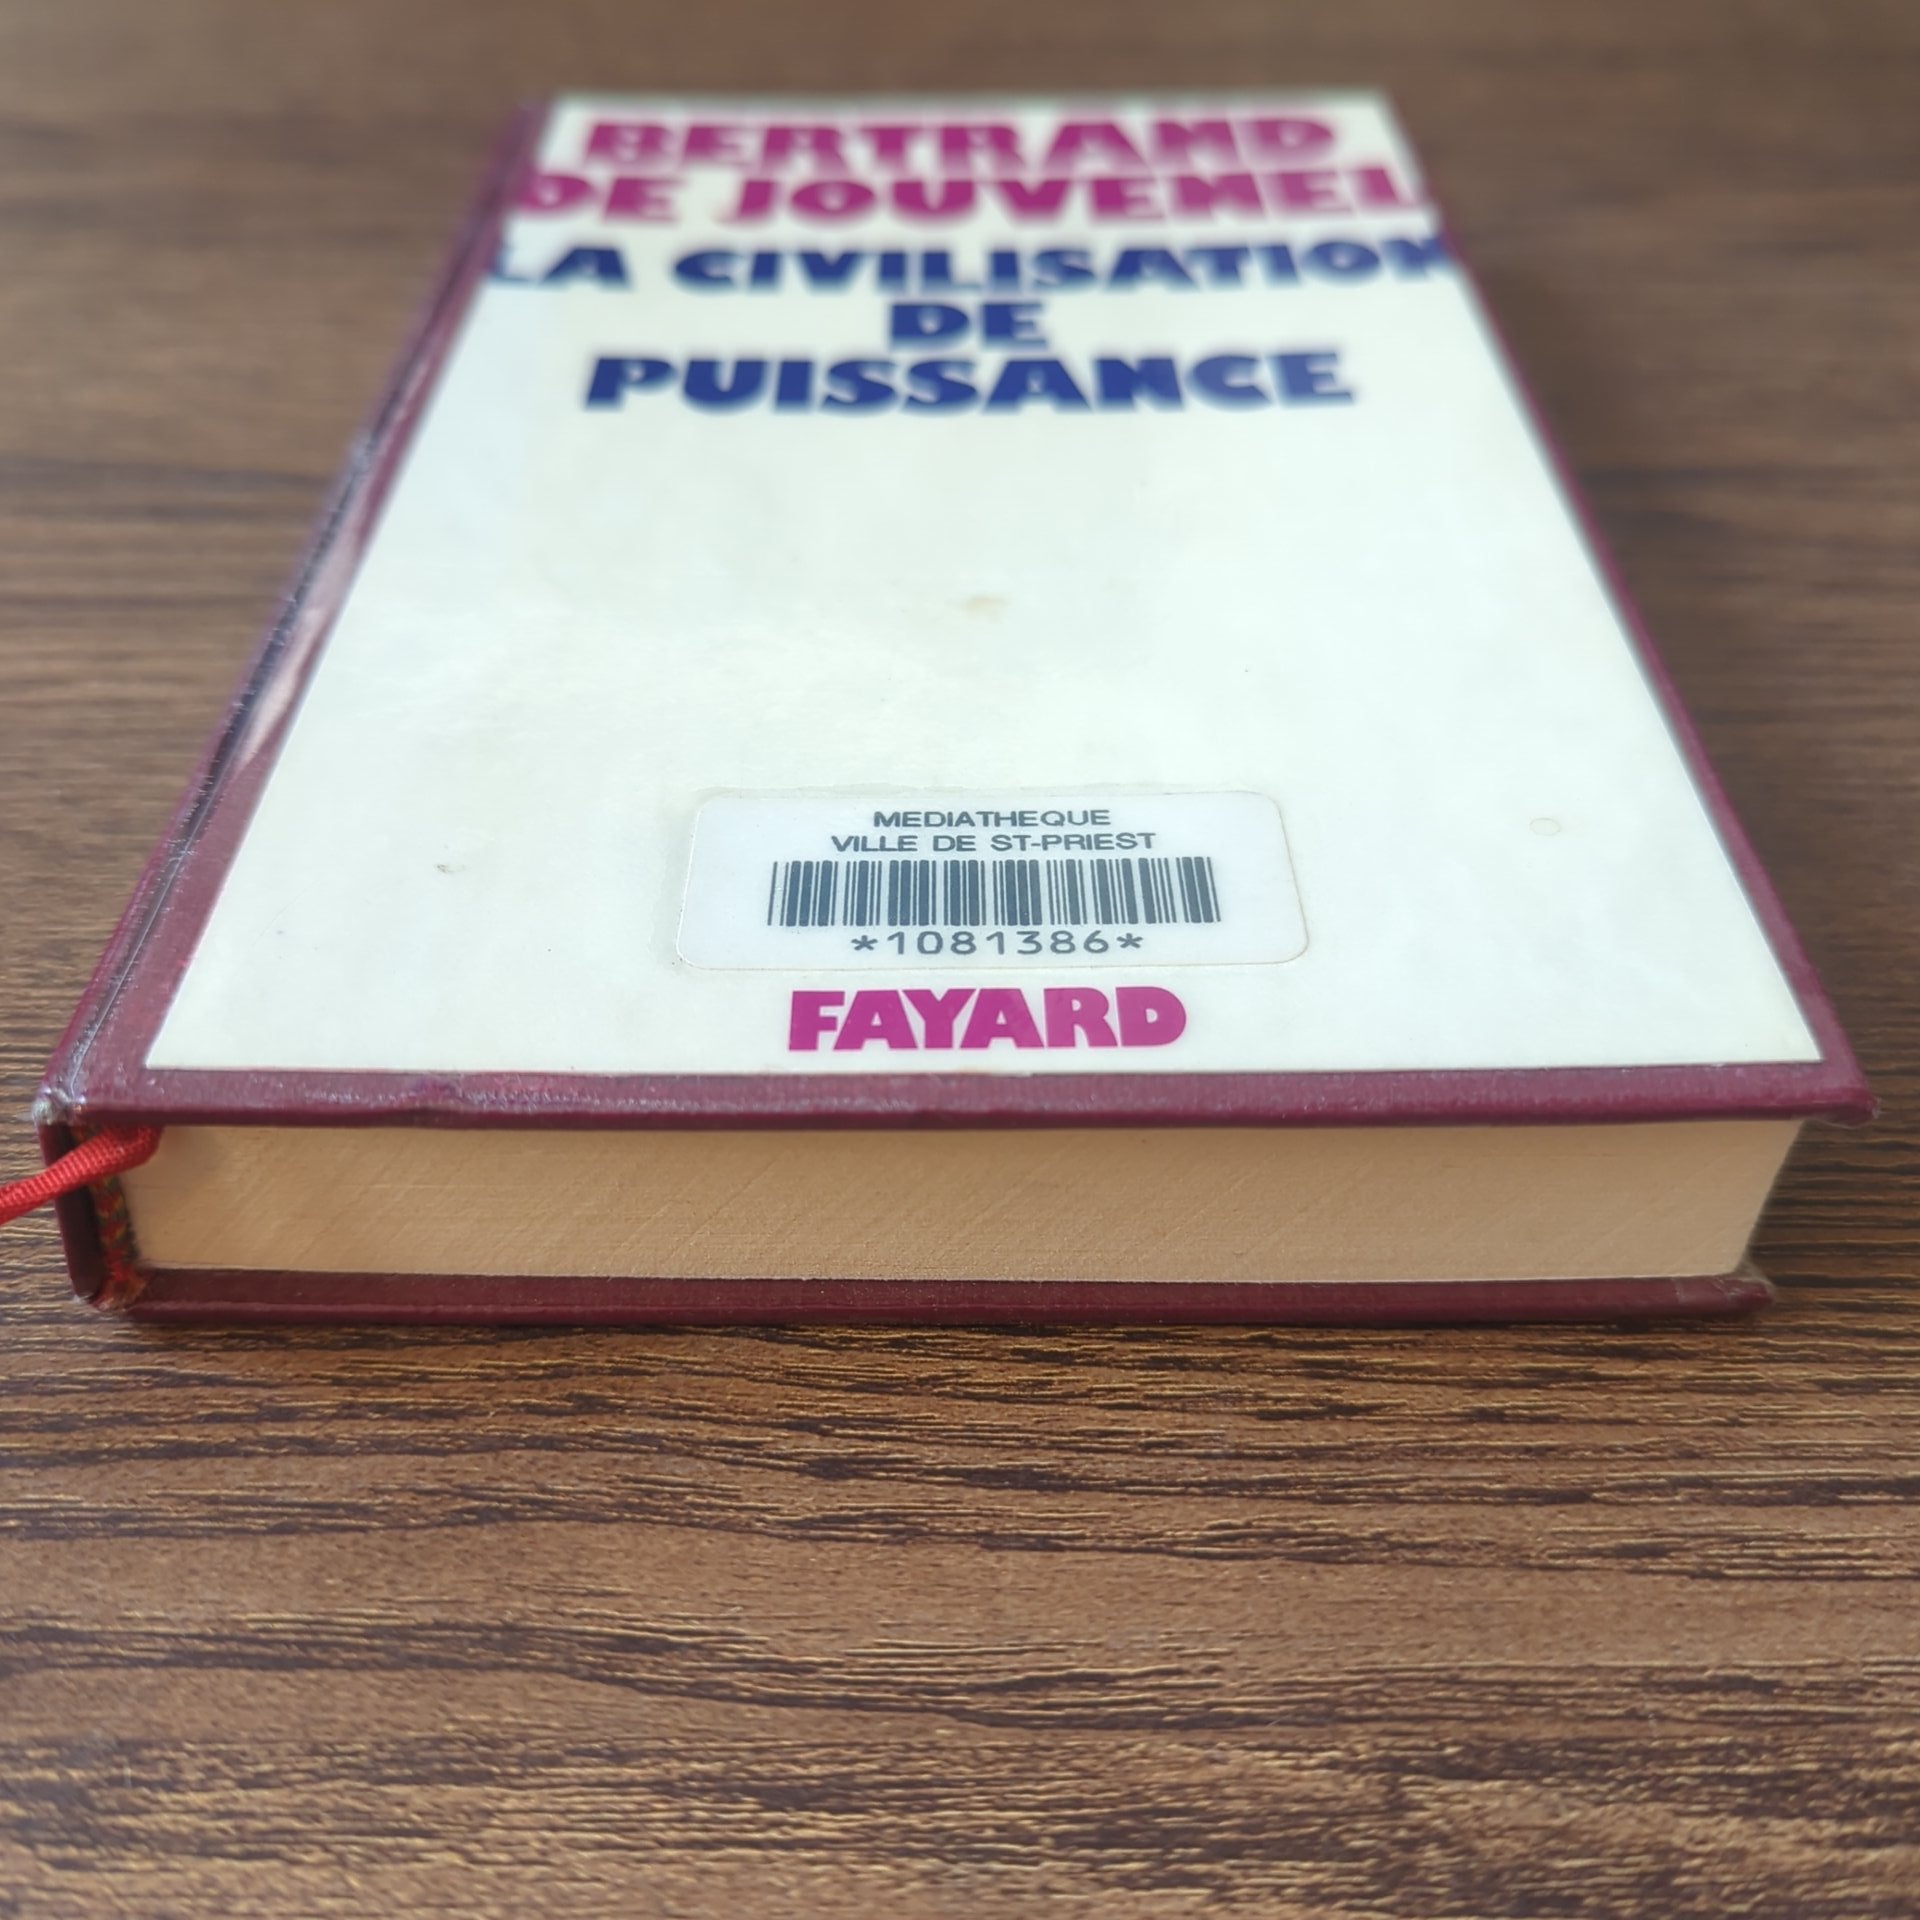 BERTRAND
DE JOUVENEL
LA CIVILISATION
DE
PUISSANCE
MEDIATHEQUE
VILLE DE ST-PRIEST
*1081386*
FAYARD